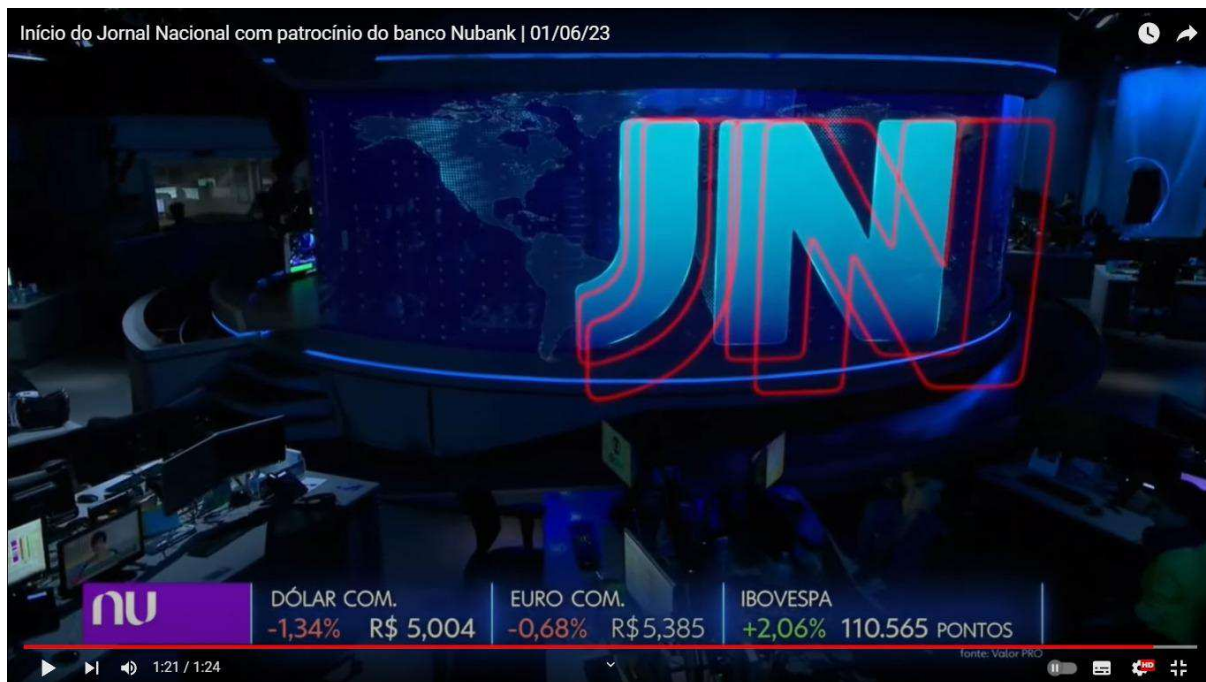 Início do Jornal Nacional com patrocínio do banco Nubank | 01/06/23
JN
nu
DÓLAR COM.
-1,34% R$ 5,004
EURO COM.
-0,68% R$5,385
IBOVESPA
+2,06% 110.565 PONTOS
fonte: Valor PRO
1:21 / 1:24
HD